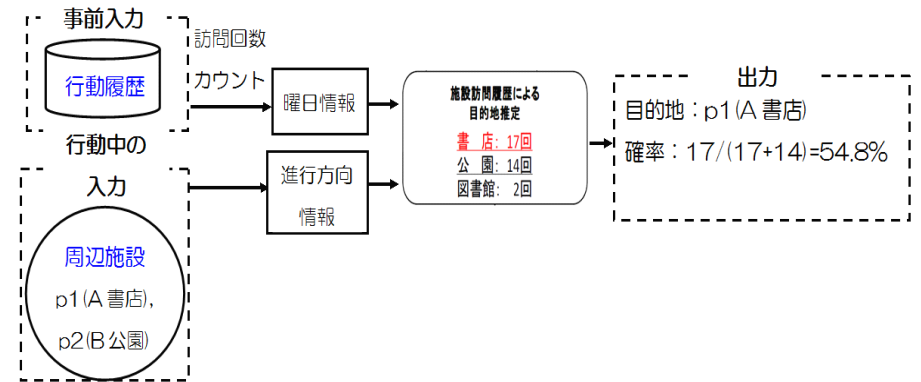 事前入力
行動履歴
訪問回数
カウント
行動中の
入力
周辺施設
p1(A書店),
p2(B公園)
曜日情報
進行方向
情報
施設訪問履歴による
目的地推定
書 店: 17回
公 園: 14回
図書館: 2回
出力
目的地：p1(A書店)
確率：17/(17+14)=54.8%